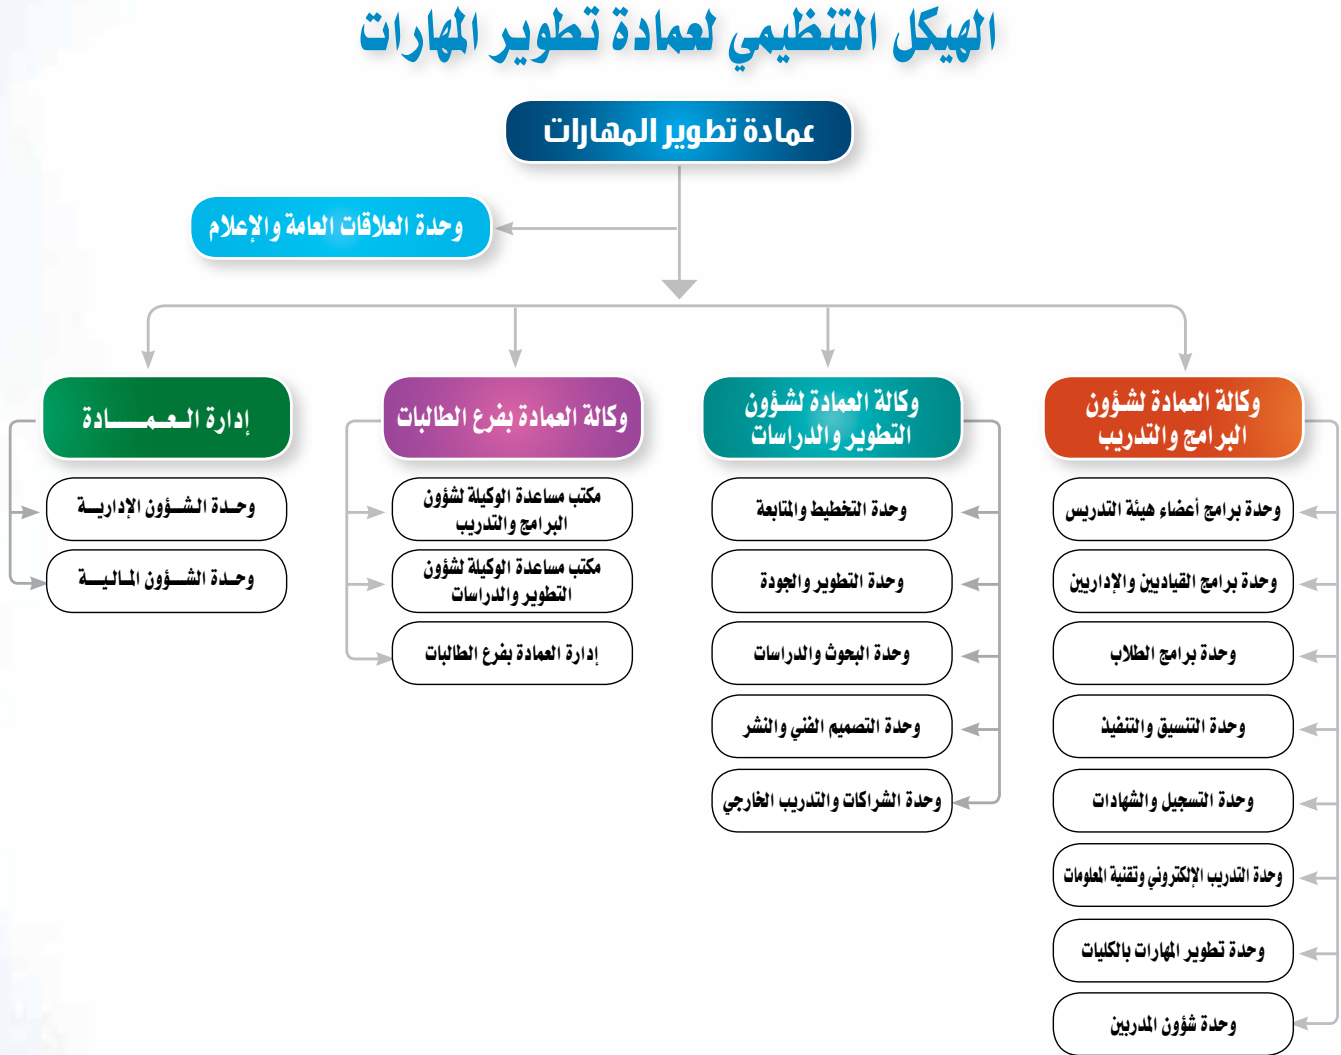 الهيكل التنظيمي لعمادة تطوير المهارات
عمادة تطوير المهارات
وحدة العلاقات العامة والإعلام
وكالة العمادة لشؤون
البرامج والتدريب
وحدة برامج أعضاء هيئة التدريس
وحدة برامج القياديين والإداريين
وحدة برامج الطلاب
وحدة التنسيق والتنفيذ
وحدة التسجيل والشهادات
وحدة التدريب الإلكتروني وتقنية المعلومات
وحدة تطوير المهارات بالكليات
وحدة شؤون المدربين
وكالة العمادة لشؤون
التطوير والدراسات
وحدة التخطيط والمتابعة
وحدة التطوير والجودة
وحدة البحوث والدراسات
وحدة التصميم الفني والنشر
وحدة الشراكات والتدريب الخارجي
وكالة العمادة بفرع الطالبات
مكتب مساعدة الوكيلة لشؤون
البرامج والتدريب
مكتب مساعدة الوكيلة لشؤون
التطوير والدراسات
إدارة العمادة بفرع الطالبات
إدارة العمادة
وحدة الشؤون الإدارية
وحدة الشؤون المالية